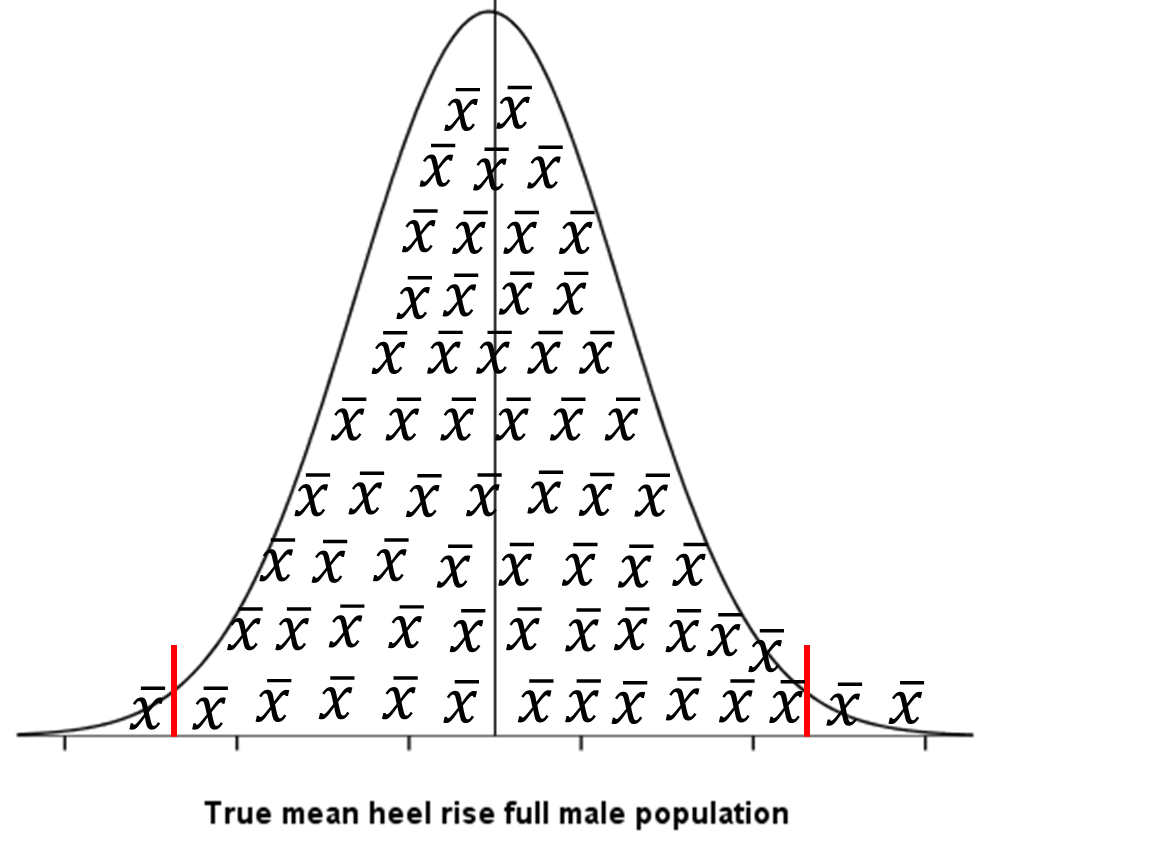 x̄ x̄
x̄ x̄ x̄
x̄ x̄ x̄ x̄
x̄ x̄ x̄ x̄
x̄ x̄ x̄ x̄ x̄
x̄ x̄ x̄ x̄ x̄ x̄
x̄ x̄ x̄ x̄ x̄ x̄ x̄
x̄ x̄ x̄ x̄ x̄ x̄ x̄ x̄
x̄ x̄ x̄ x̄ x̄ x̄ x̄ x̄ x̄ x̄ x̄
x̄ x̄ x̄ x̄ x̄ x̄ x̄ x̄ x̄ x̄ x̄ x̄ x̄ x̄
True mean heel rise full male population